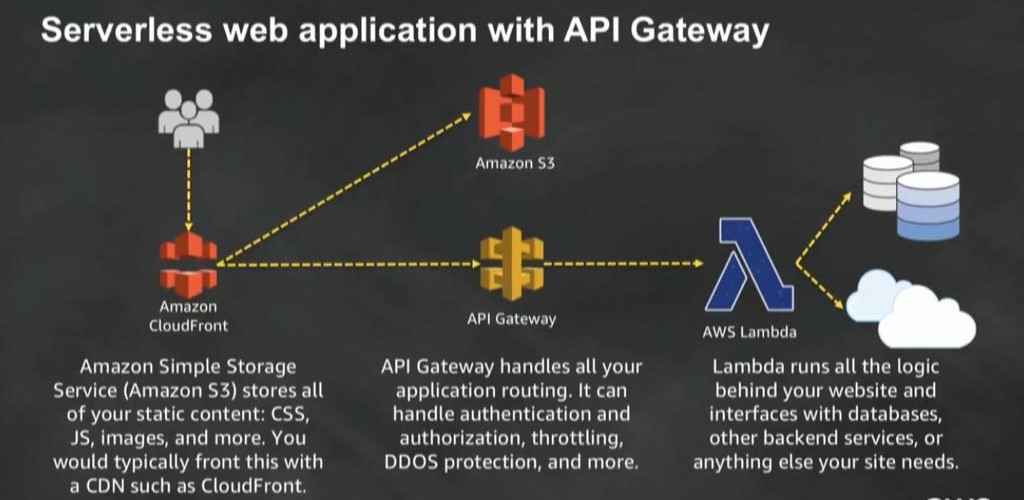 Serverless web application with API Gateway
Amazon S3
Amazon
CloudFront
API Gateway
AWS Lambda
Amazon Simple Storage
Service (Amazon S3) stores all
of your static content: CSS,
JS, images, and more. You
would typically front this with
a CDN such as CloudFront.
API Gateway handles all your
application routing. It can
handle authentication and
authorization, throttling,
DDOS protection, and more.
Lambda runs all the logic
behind your website and
interfaces with databases,
other backend services, or
anything else your site needs.